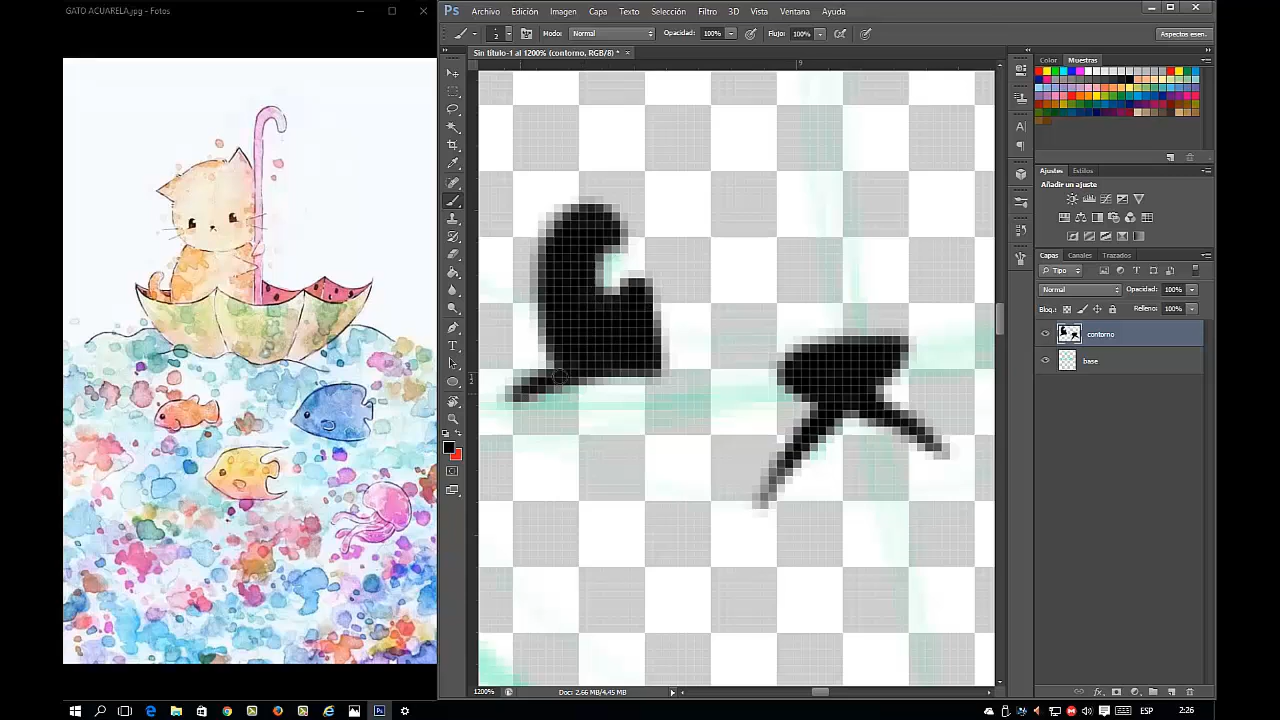 GATO ACUARELA.jpg - Fotos
Ps Archivo Edición Imagen Capa Texto Selección Filtro 3D Vista Ventana Ayuda
2 Modo: Normal Opacidad: 100% Flujo: 100% Aspectos esen.
Sin título-1 al 1200% (contorno, RGB/8) * ×
9
Color Muestras
Ajustes Estilos
Añadir un ajuste
Capas Canales Trazados
Tipo
Normal Opacidad: 100%
Bloq.: Relleno: 100%
contorno
base
1200% Doc: 2,66 MB/4,45 MB
ESP 2:26